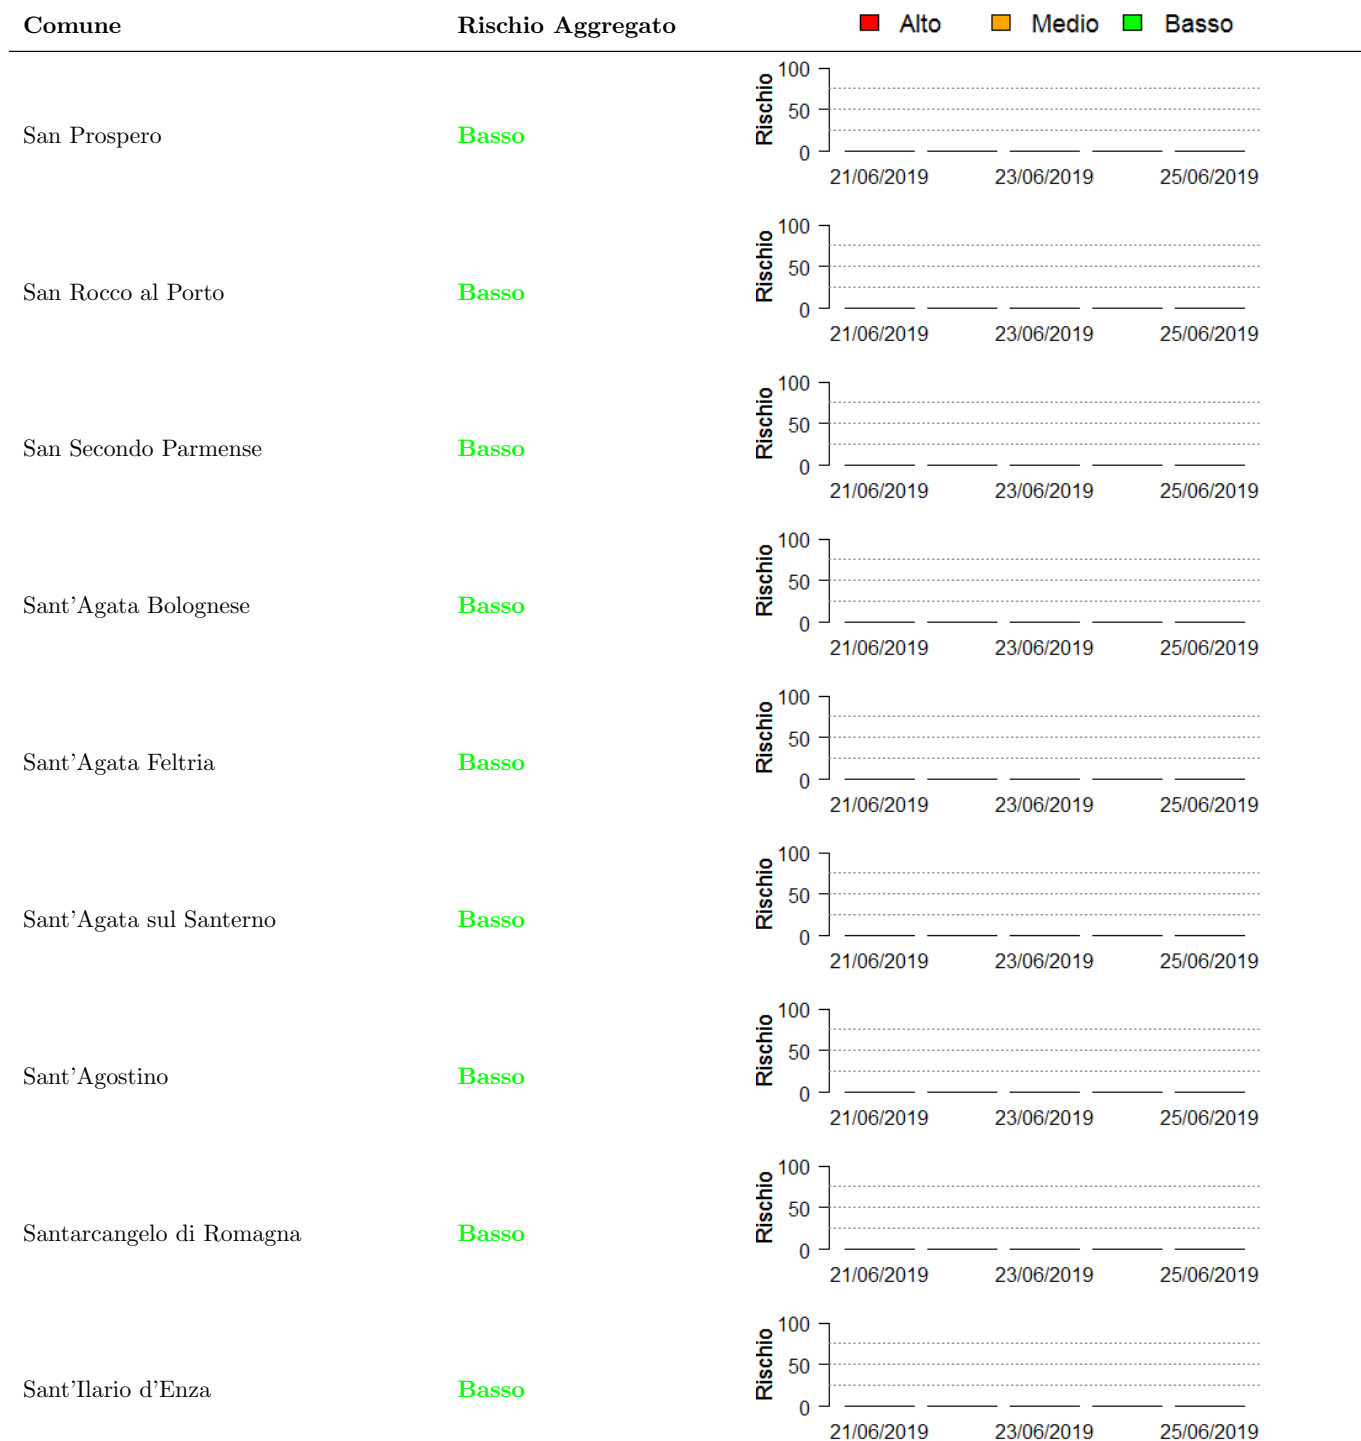 Comune Rischio Aggregato Alto Medio Basso
100
Rischio
50
San Prospero Basso
0
21/06/2019 23/06/2019 25/06/2019
100
Rischio
50
San Rocco al Porto Basso
0
21/06/2019 23/06/2019 25/06/2019
100
Rischio
50
San Secondo Parmense Basso
0
21/06/2019 23/06/2019 25/06/2019
100
Rischio
50
Sant'Agata Bolognese Basso
0
21/06/2019 23/06/2019 25/06/2019
100
Rischio
50
Sant'Agata Feltria Basso
0
21/06/2019 23/06/2019 25/06/2019
100
Rischio
50
Sant'Agata sul Santerno Basso
0
21/06/2019 23/06/2019 25/06/2019
100
Rischio
50
Sant'Agostino Basso
0
21/06/2019 23/06/2019 25/06/2019
100
Rischio
50
Santarcangelo di Romagna Basso
0
21/06/2019 23/06/2019 25/06/2019
100
Rischio
50
Sant'Ilario d'Enza Basso
0
21/06/2019 23/06/2019 25/06/2019